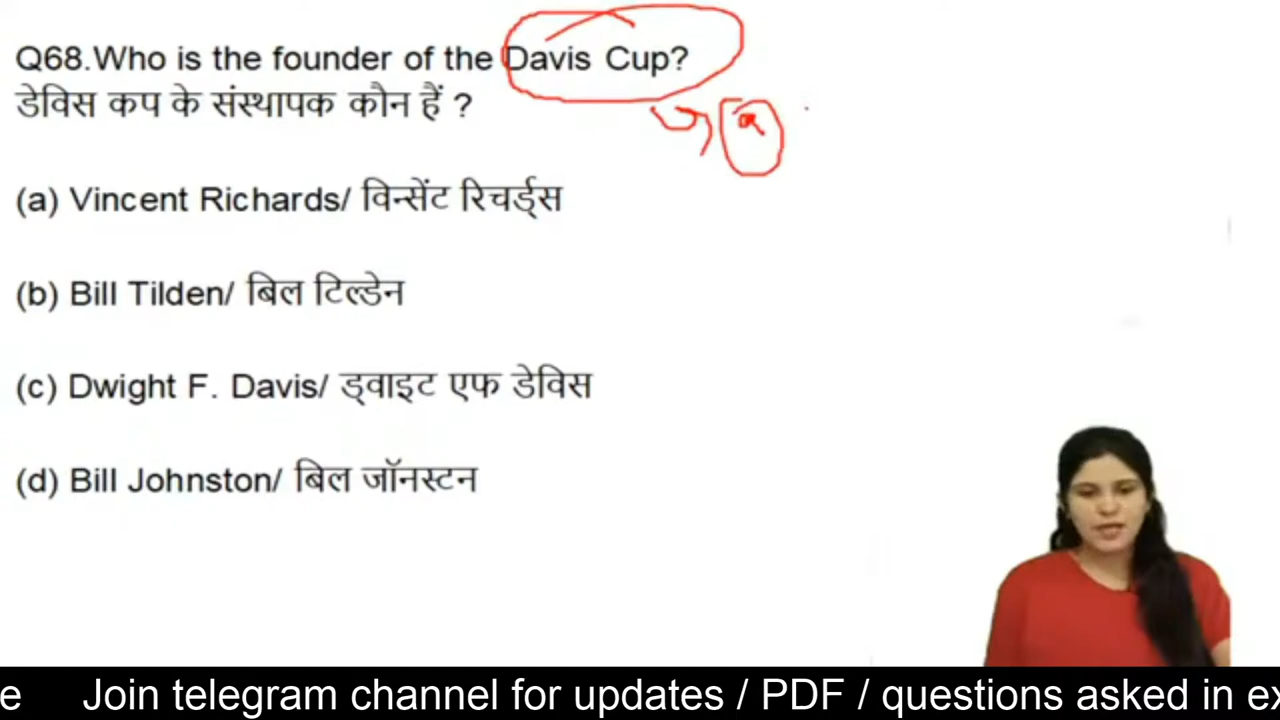 Q68.Who is the founder of the Davis Cup?
डेविस कप के संस्थापक कौन हैं ?
(a) Vincent Richards/ विन्सेंट रिचर्ड्स
(b) Bill Tilden/ बिल टिल्डेन
(c) Dwight F. Davis/ ड्वाइट एफ डेविस
(d) Bill Johnston/ बिल जॉनस्टन
e Join telegram channel for updates / PDF / questions asked in ex